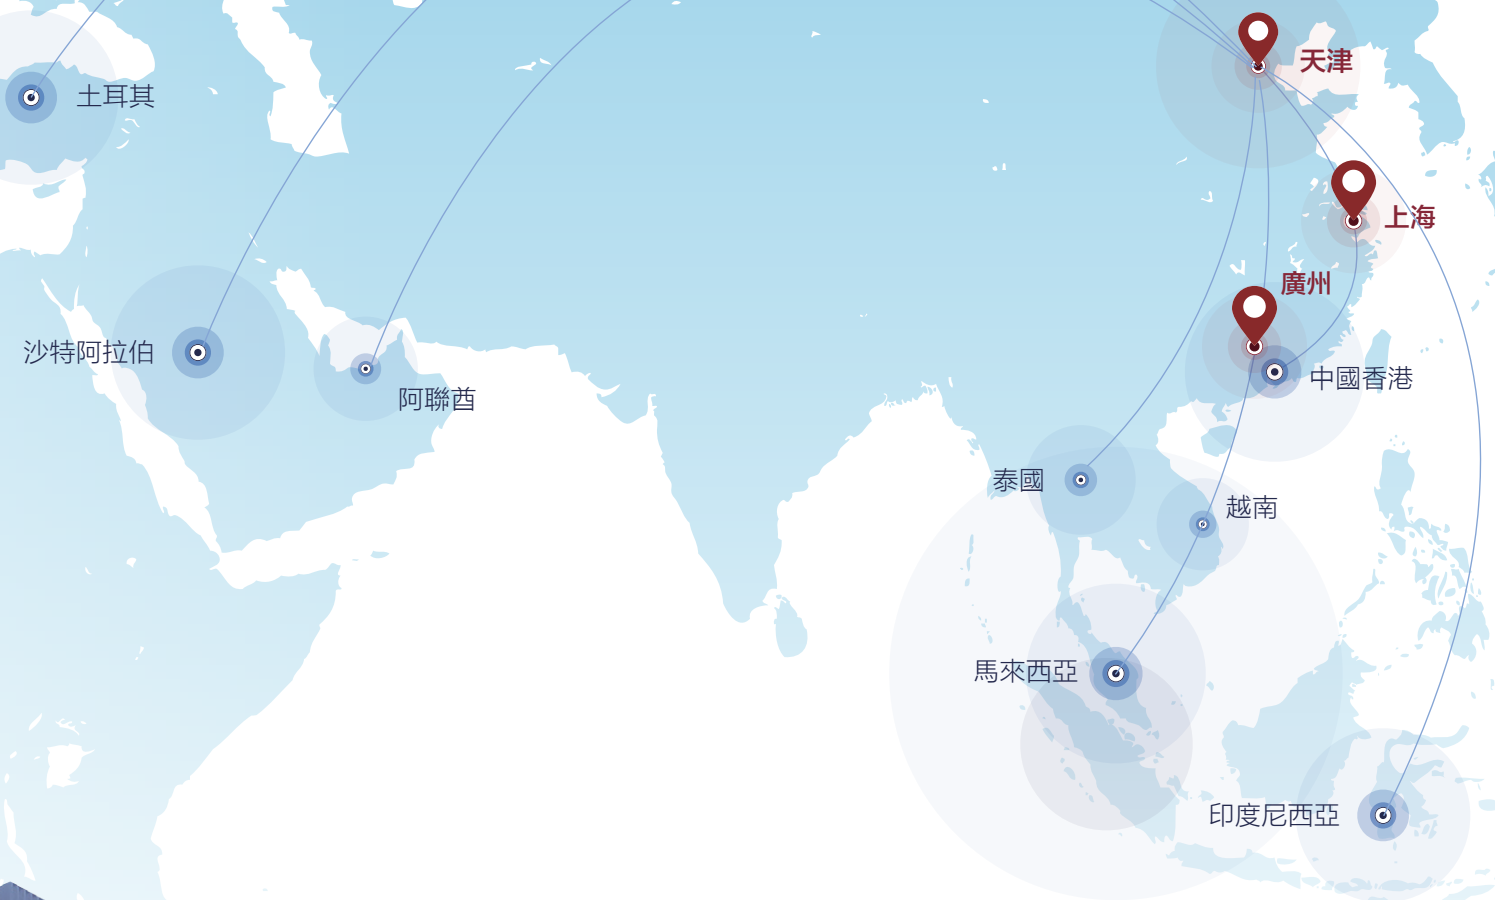 天津
土耳其
上海
廣州
沙特阿拉伯
中國香港
阿聯酋
泰國
越南
馬來西亞
印度尼西亞